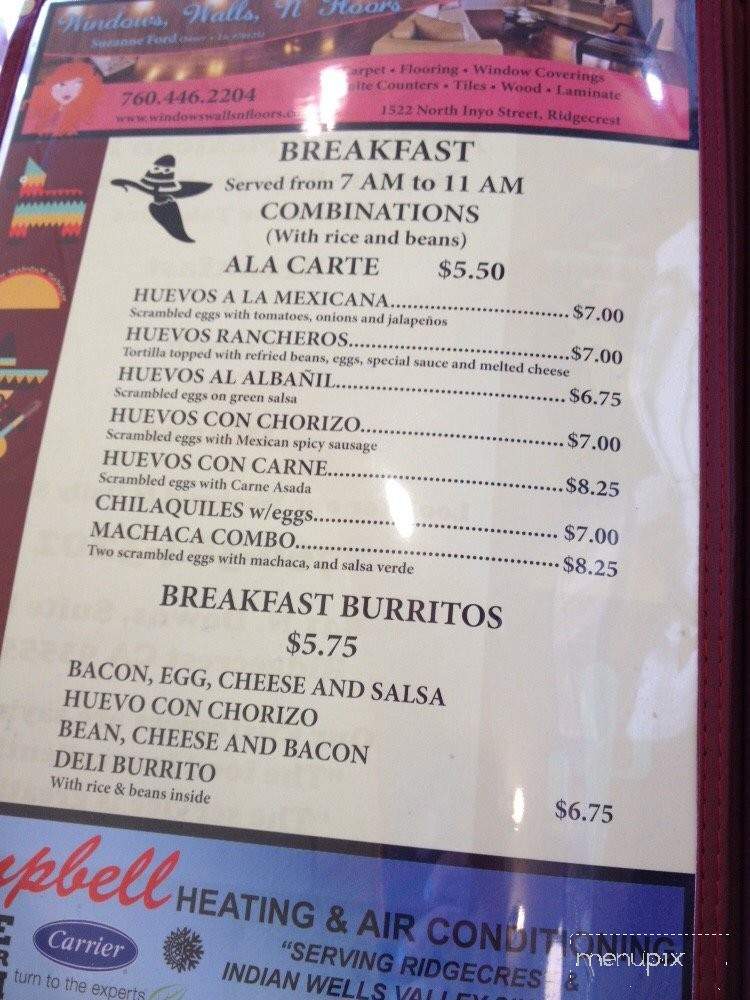 Windows, Walls, N Floors
Suzanne Ford
760.446.2204
www.windowswallsnfloors.c
arpet • Flooring • Window Coverings
ite Counters • Tiles • Wood • Laminate
1522 North Inyo Street, Ridgecrest
BREAKFAST
Served from 7 AM to 11 AM
COMBINATIONS
(With rice and beans)
ALA CARTE $5.50
HUEVOS A LA MEXICANA.......................................$7.00
Scrambled eggs with tomatoes, onions and jalapeños
HUEVOS RANCHEROS...............................................$7.00
Tortilla topped with refried beans, eggs, special sauce and melted cheese
HUEVOS AL ALBAÑIL.................................................$6.75
Scrambled eggs on green salsa
HUEVOS CON CHORIZO............................................$7.00
Scrambled eggs with Mexican spicy sausage
HUEVOS CON CARNE..................................................$8.25
Scrambled eggs with Carne Asada
CHILAQUILES w/eggs.................................................... $7.00
MACHACA COMBO........................................................$8.25
Two scrambled eggs with machaca, and salsa verde
BREAKFAST BURRITOS
$5.75
BACON, EGG, CHEESE AND SALSA
HUEVO CON CHORIZO
BEAN, CHEESE AND BACON
DELI BURRITO
With rice & beans inside
$6.75
pbell
HEATING & AIR CONDITIONING
Carrier
turn to the experts
"SERVING RIDGECREST &
INDIAN WELLS VALLEY
menupix